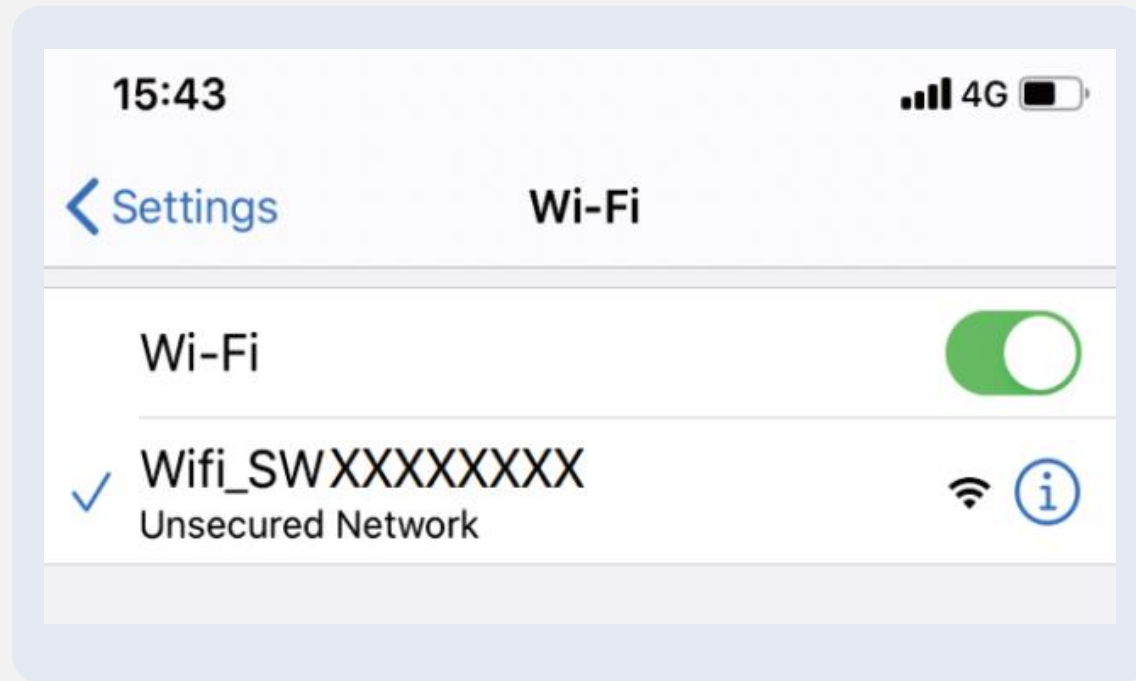 15:43 4G
Settings Wi-Fi
Wi-Fi
Wifi_SWXXXXXXXX
Unsecured Network